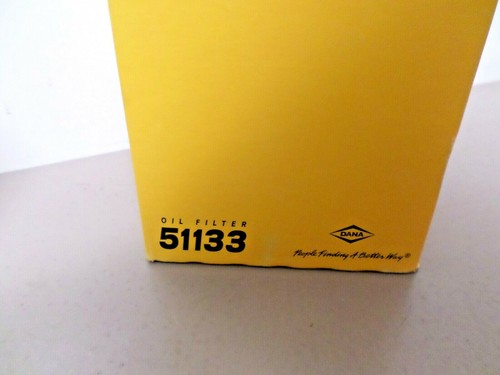 OIL FILTER
51133
DANA
People Finding A Better Way®